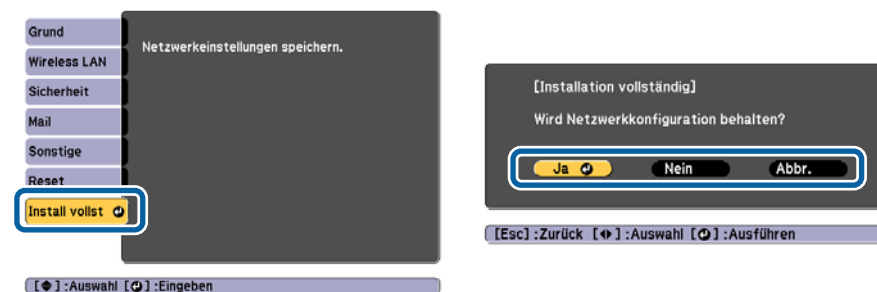 Grund
Wireless LAN
Sicherheit
Mail
Sonstige
Reset
Install vollst
Netzwerkeinstellungen speichern.
[ ]:Auswahl [ ]:Eingeben
[Installation vollständig]
Wird Netzwerkkonfiguration behalten?
Ja Nein Abbr.
[Esc]:Zurück [ ]:Auswahl [ ]:Ausführen